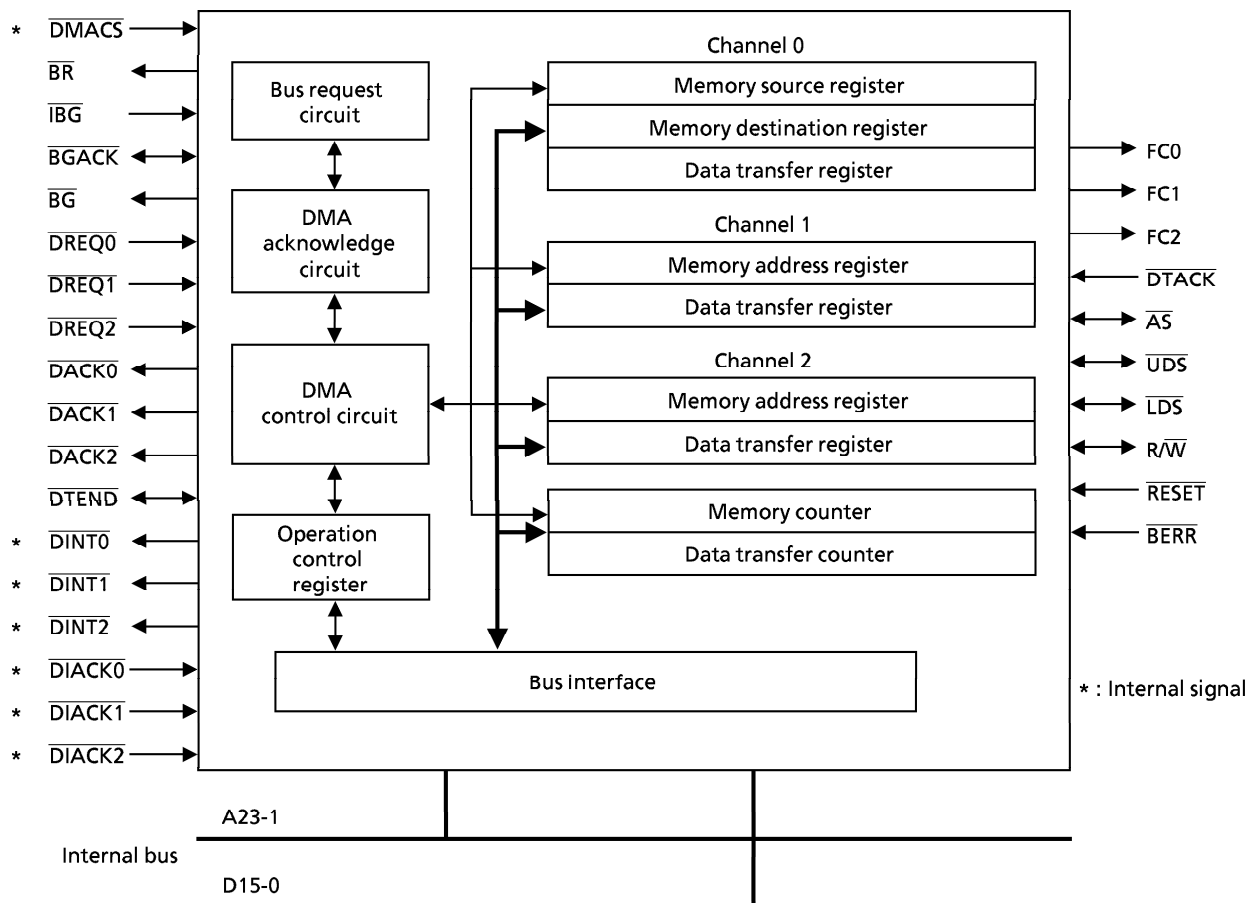 * DMACS
BR
IBG
BGACK
BG
DREQ0
DREQ1
DREQ2
DACK0
DACK1
DACK2
DTEND
* DINT0
* DINT1
* DINT2
* DIACK0
* DIACK1
* DIACK2
Bus request
circuit
DMA
acknowledge
circuit
DMA
control circuit
Operation
control
register
Channel 0
Memory source register
Memory destination register
Data transfer register
Channel 1
Memory address register
Data transfer register
Channel 2
Memory address register
Data transfer register
Memory counter
Data transfer counter
Bus interface
FC0
FC1
FC2
DTACK
AS
UDS
LDS
R/W
RESET
BERR
* : Internal signal
A23-1
Internal bus
D15-0